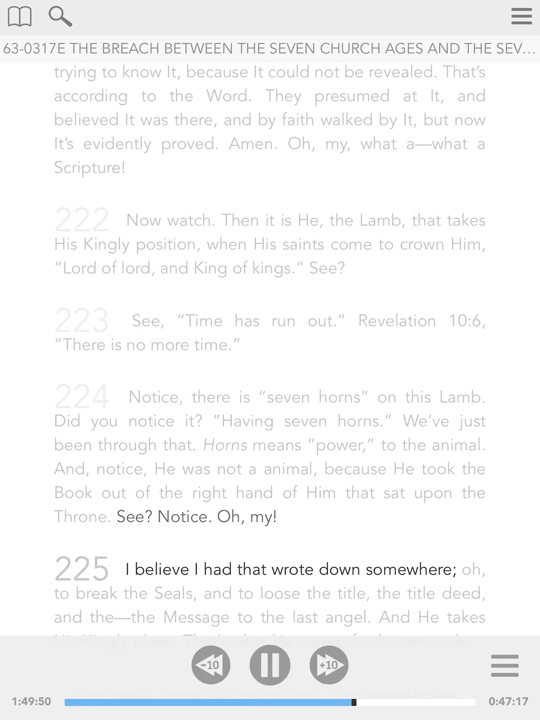 63-0317E THE BREACH BETWEEN THE SEVEN CHURCH AGES AND THE SEV...
trying to know It, because It could not be revealed. That’s
according to the Word. They presumed at It, and
believed It was there, and by faith walked by It, but now
It’s evidently proved. Amen. Oh, my, what a—what a
Scripture!
222 Now watch. Then it is He, the Lamb, that takes
His Kingly position, when His saints come to crown Him,
“Lord of lord, and King of kings.” See?
223 See, “Time has run out.” Revelation 10:6,
“There is no more time.”
224 Notice, there is “seven horns” on this Lamb.
Did you notice it? “Having seven horns.” We’ve just
been through that. Horns means “power,” to the animal.
And, notice, He was not a animal, because He took the
Book out of the right hand of Him that sat upon the
Throne. See? Notice. Oh, my!
225 I believe I had that wrote down somewhere; oh,
to break the Seals, and to loose the title, the title deed,
and the—the Message to the last angel. And He takes
-10 +10
1:49:50 0:47:17